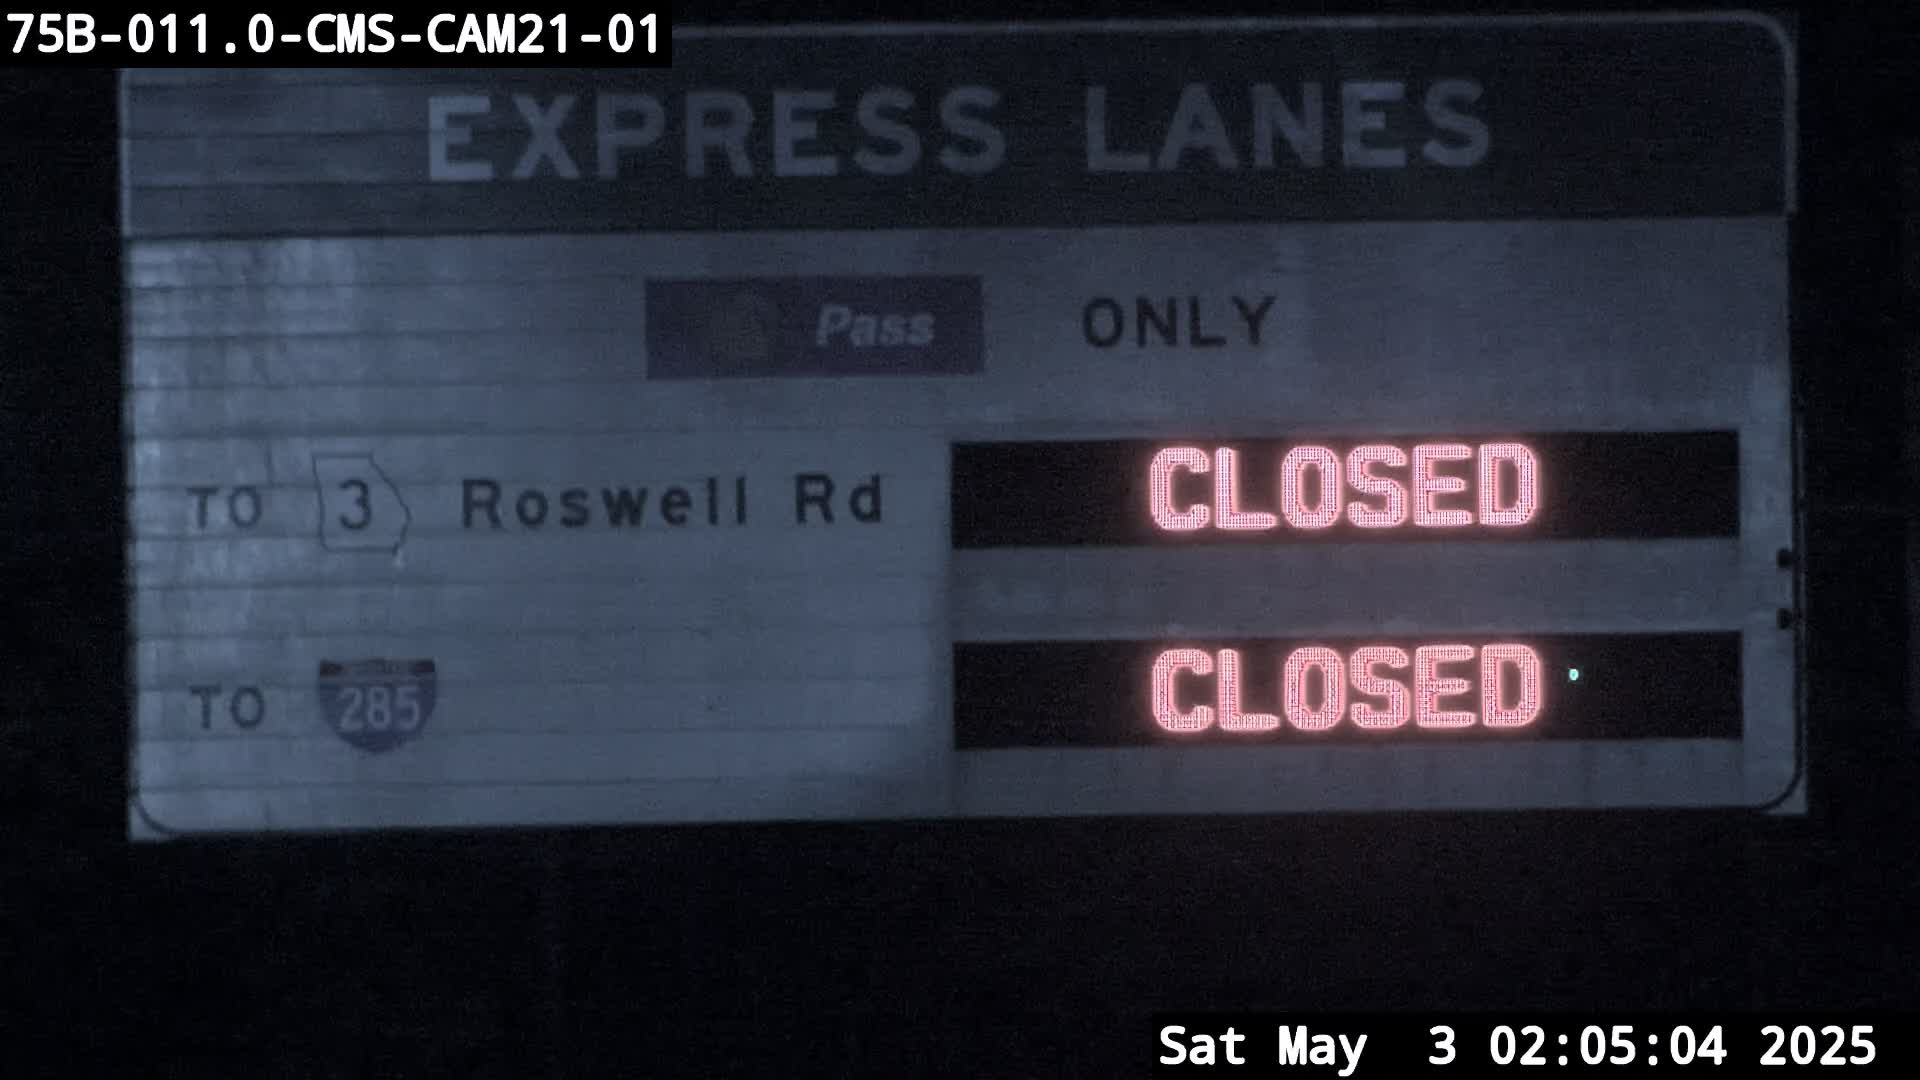 75B-011.0-CMS-CAM21-01
EXPRESS LANES
Pass ONLY
TO 3 Roswell Rd CLOSED
TO 285 CLOSED
Sat May 3 02:05:04 2025